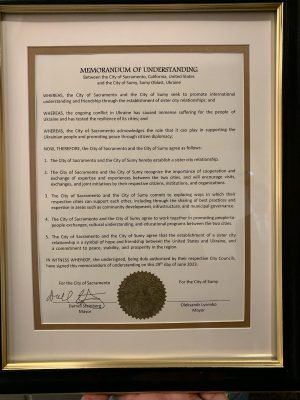 MEMORANDUM OF UNDERSTANDING
Between the City of Sacramento, California, United States
and the City of Sumy, Sumy Oblast, Ukraine
WHEREAS, the City of Sacramento and the City of Sumy seek to promote international
understanding and friendship through the establishment of sister city relationships; and
WHEREAS, the ongoing conflict in Ukraine has caused immense suffering for the people of
Ukraine and has tested the resilience of its cities; and
WHEREAS, the City of Sacramento acknowledges the role that it can play in supporting the
Ukrainian people and promoting peace through citizen diplomacy;
NOW, THEREFORE, the City of Sacramento and the City of Sumy agree as follows:
1. The City of Sacramento and the City of Sumy hereby establish a sister city relationship.
2. The City of Sacramento and the City of Sumy recognize the importance of cooperation and
exchange of expertise and experiences between the two cities, and will encourage visits,
exchanges, and joint initiatives by their respective citizens, institutions, and organizations.
3. The City of Sacramento and the City of Sumy commit to exploring ways in which their
respective cities can support each other, including through the sharing of best practices and
expertise in areas such as community development, infrastructure, and municipal governance.
4. The City of Sacramento and the City of Sumy agree to work together in promoting people-to-
people exchanges, cultural understanding, and educational programs between the two cities.
5. The City of Sacramento and the City of Sumy agree that the establishment of a sister city
relationship is a symbol of hope and friendship between the United States and Ukraine, and
a commitment to peace, stability, and prosperity in the region.
IN WITNESS WHEREOF, the undersigned, being duly authorized by their respective City Councils,
have signed this memorandum of understanding on this 29th day of June 2023.
For the City of Sacramento
For the City of Sumy
Darrell Steinberg
Mayor
Oleksandr Lysenko
Mayor